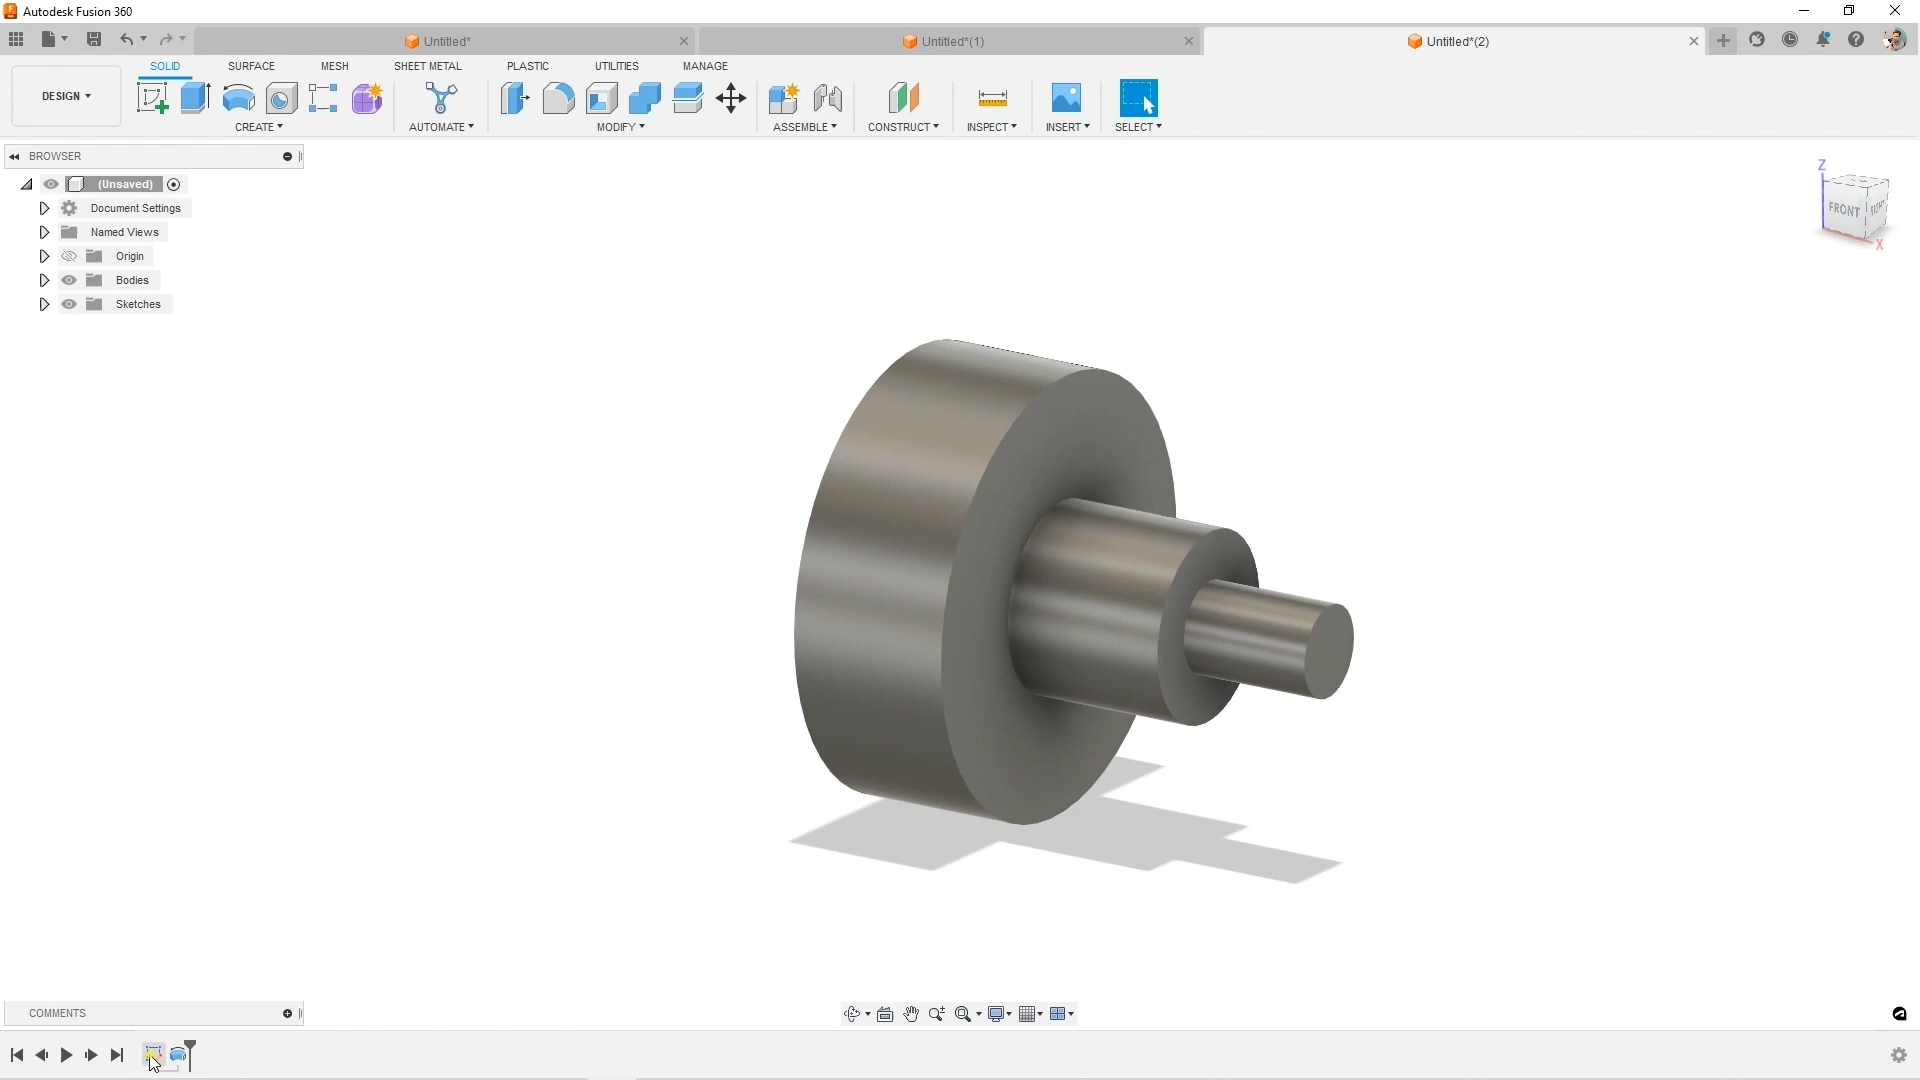 Autodesk Fusion 360
Untitled*
Untitled*(1)
Untitled*(2)
SOLID
SURFACE
MESH
SHEET METAL
PLASTIC
UTILITIES
MANAGE
DESIGN
CREATE
AUTOMATE
MODIFY
ASSEMBLE
CONSTRUCT
INSPECT
INSERT
SELECT
BROWSER
(Unsaved)
Document Settings
Named Views
Origin
Bodies
Sketches
Z
FRONT
RIGHT
X
COMMENTS